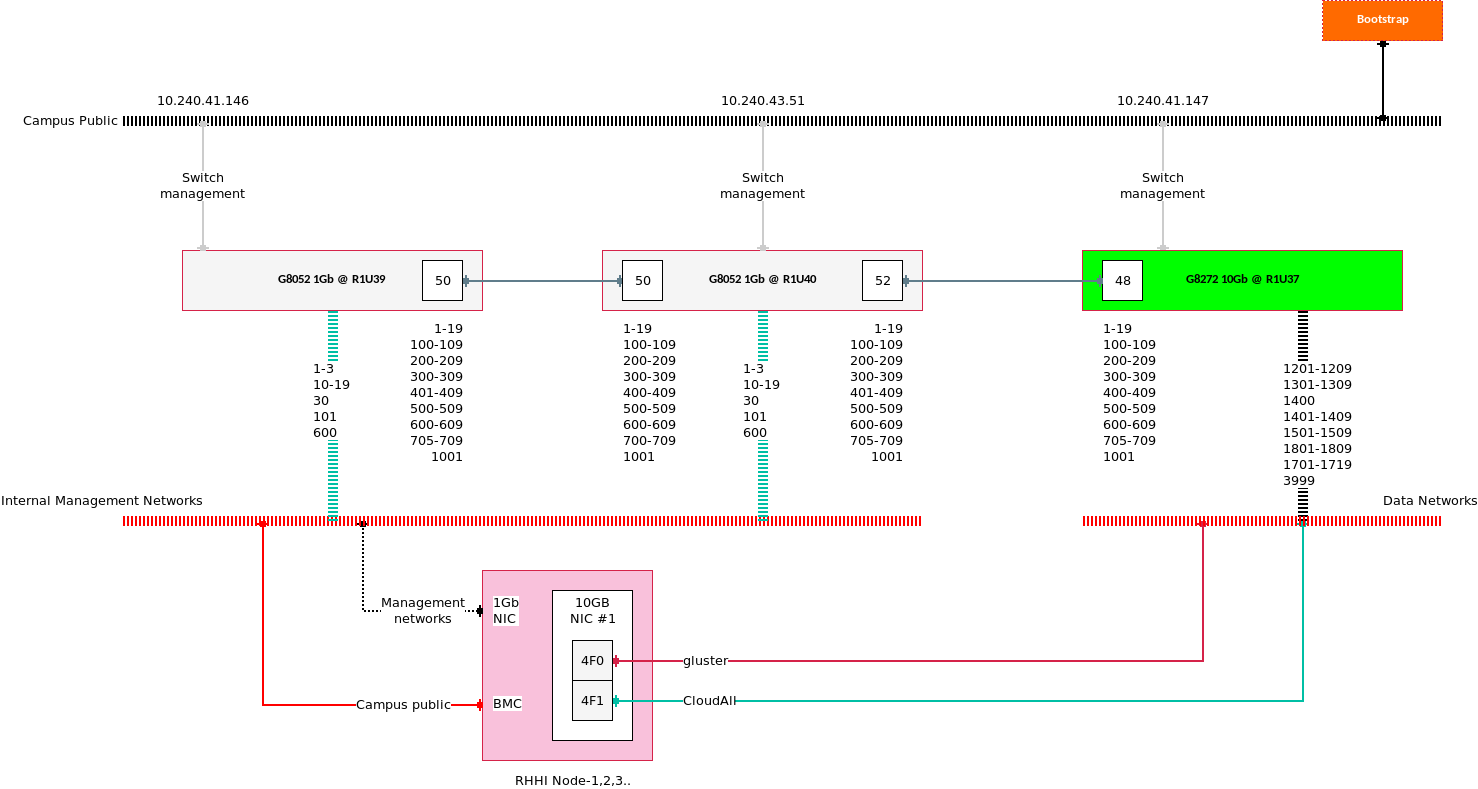 Bootstrap
10.240.41.146
10.240.43.51
10.240.41.147
Campus Public
Switch
management
Switch
management
Switch
management
G8052 1Gb @ R1U39
50
50
G8052 1Gb @ R1U40
52
48
G8272 10Gb @ R1U37
1-3
10-19
30
101
600
1-19
100-109
200-209
300-309
401-409
500-509
600-609
705-709
1001
1-19
100-109
200-209
300-309
400-409
500-509
600-609
700-709
1001
1-3
10-19
30
101
600
1-19
100-109
200-209
300-309
401-409
500-509
600-609
705-709
1001
1-19
100-109
200-209
300-309
400-409
500-509
600-609
705-709
1001
1201-1209
1301-1309
1400
1401-1409
1501-1509
1801-1809
1701-1719
3999
Internal Management Networks
Data Networks
Management
networks
1Gb
NIC
10GB
NIC #1
4F0
gluster
4F1
CloudAll
Campus public
BMC
RHHI Node-1,2,3..